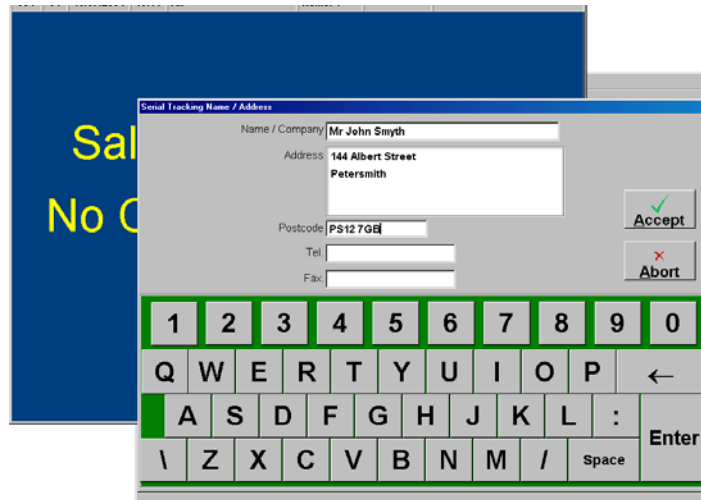 Sal
No C
Serial Tracking Name / Address
Name / Company Mr John Smyth
Address 144 Albert Street
Petersmith
Postcode PS12 7GB
Tel.
Fax.
Accept
Abort
1 2 3 4 5 6 7 8 9 0
Q W E R T Y U I O P ←
A S D F G H J K L :
Enter
\ Z X C V B N M / Space